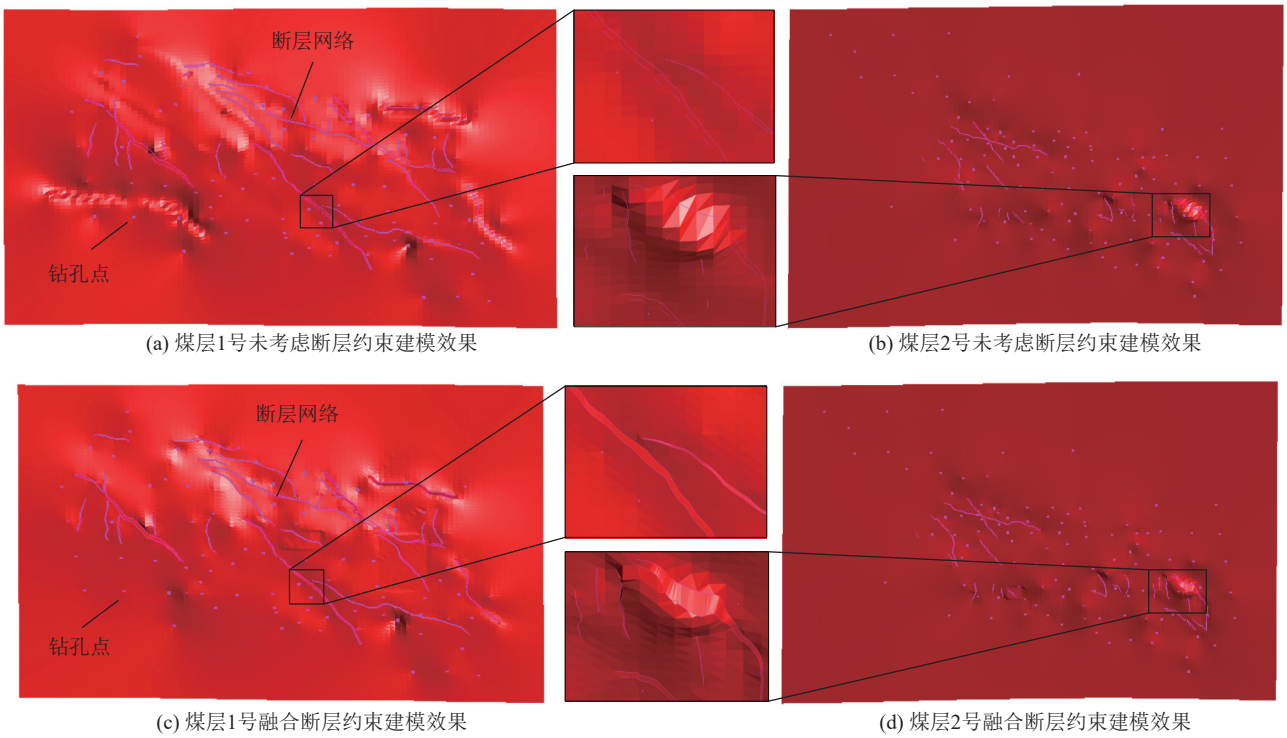 断层网络
钻孔点
(a) 煤层1号未考虑断层约束建模效果
(b) 煤层2号未考虑断层约束建模效果
断层网络
钻孔点
(c) 煤层1号融合断层约束建模效果
(d) 煤层2号融合断层约束建模效果